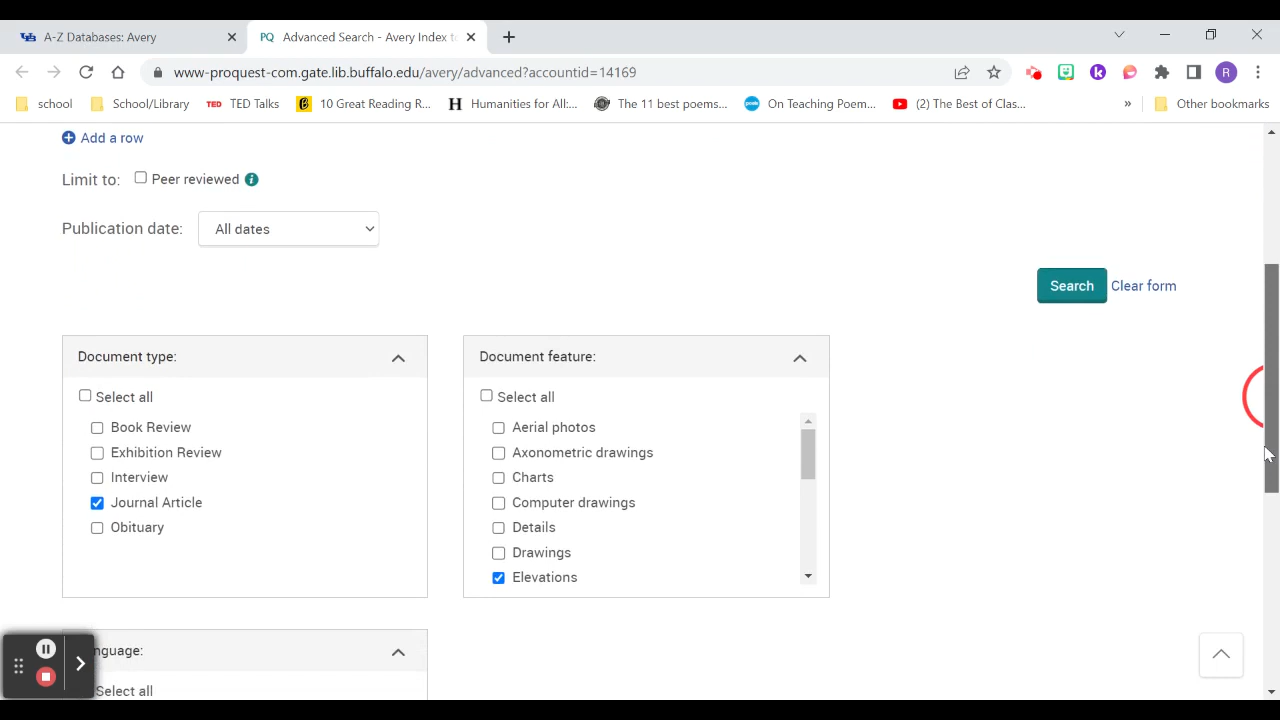 A-Z Databases: Avery
PQ Advanced Search - Avery Index to
www-proquest-com.gate.lib.buffalo.edu/avery/advanced?accountid=14169
R
school
School/Library
TED TED Talks
10 Great Reading R...
H Humanities for All:...
The 11 best poems...
On Teaching Poem...
(2) The Best of Clas...
»
Other bookmarks
Add a row
Limit to: Peer reviewed i
Publication date: All dates
Search Clear form
Document type:
Select all
Book Review
Exhibition Review
Interview
Journal Article
Obituary
Document feature:
Select all
Aerial photos
Axonometric drawings
Charts
Computer drawings
Details
Drawings
Elevations
nguage:
Select all